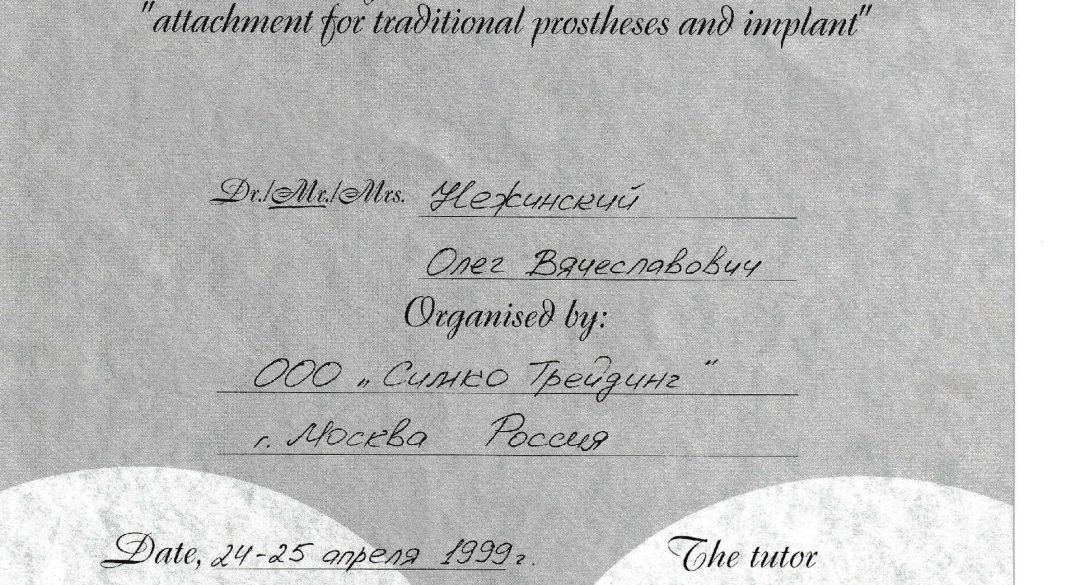 "attachment for traditional prostheses and implant"
Dr./Mr./Mrs. Нежинский
Олег Вячеславович
Organised by:
ООО „Симко Трейдинг"
г. Москва Россия
Date, 24-25 апреля 1999г.
The tutor